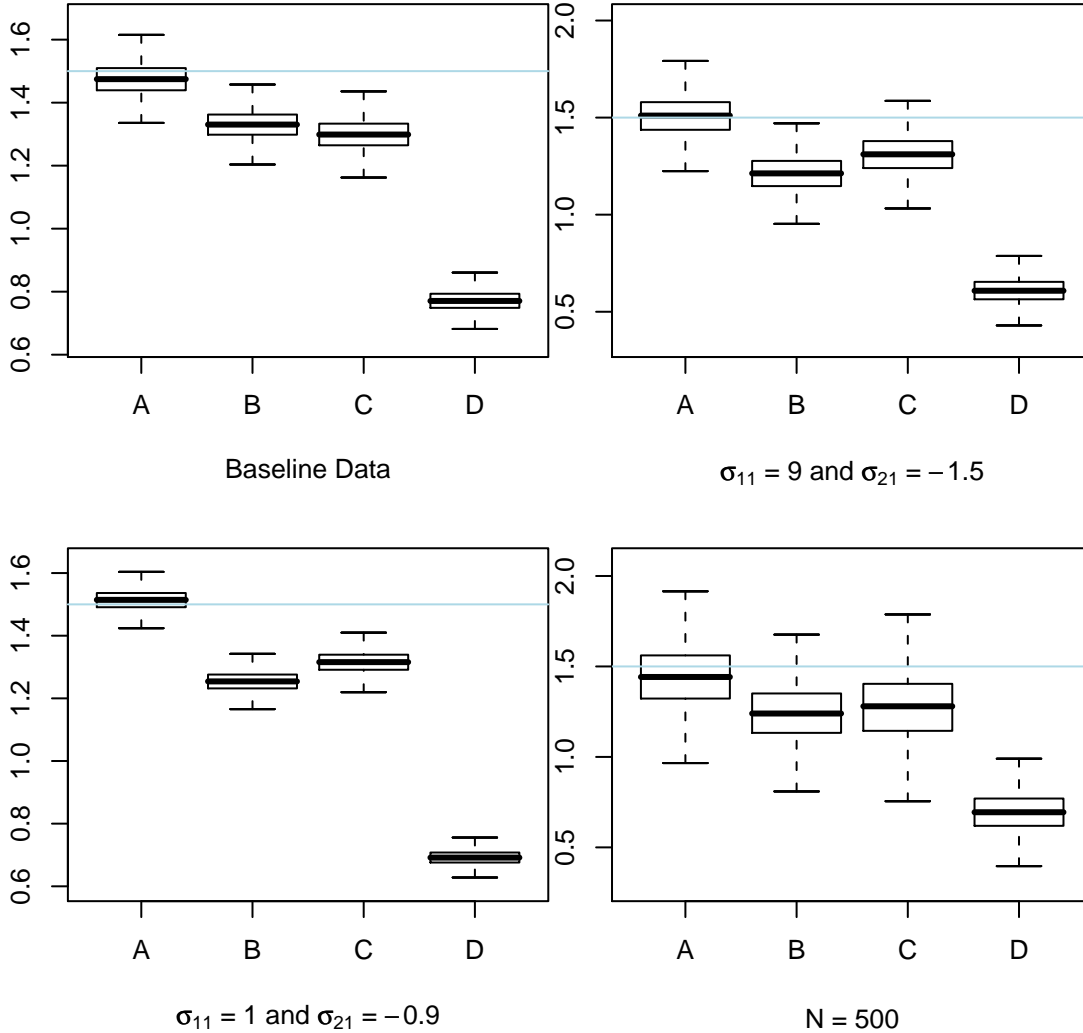 0.6 0.8 1.0 1.2 1.4 1.6
A B C D
Baseline Data
0.5 1.0 1.5 2.0
A B C D
σ11 = 9 and σ21 = −1.5
0.6 0.8 1.0 1.2 1.4 1.6
A B C D
σ11 = 1 and σ21 = −0.9
0.5 1.0 1.5 2.0
A B C D
N = 500